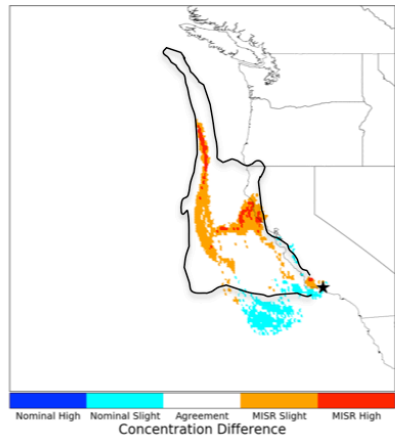 Nominal High Nominal Slight Agreement MISR Slight MISR High
Concentration Difference